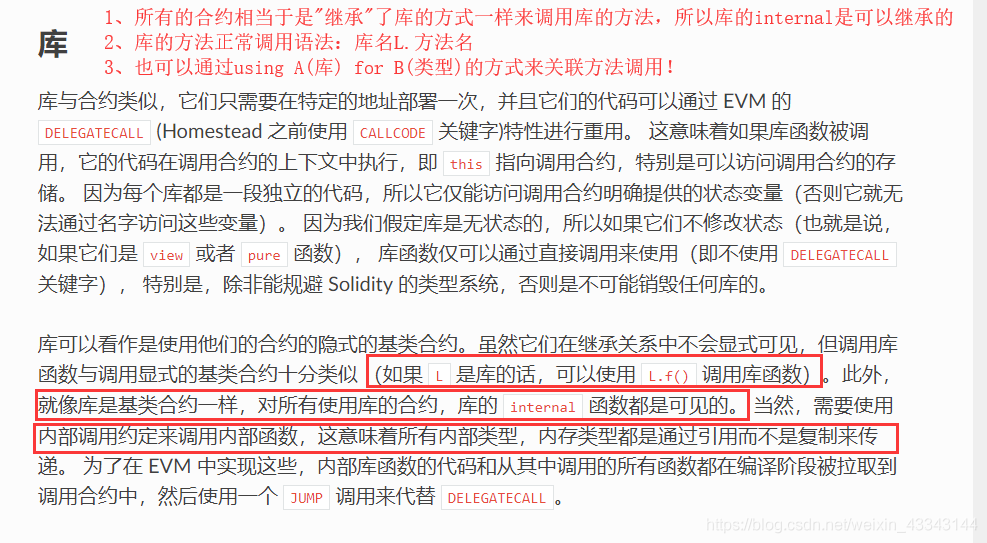 1、所有的合约相当于是"继承"了库的方式一样来调用库的方法，所以库的internal是可以继承的
库
2、库的方法正常调用语法：库名L.方法名
3、也可以通过using A(库) for B(类型)的方式来关联方法调用！
库与合约类似，它们只需要在特定的地址部署一次，并且它们的代码可以通过 EVM 的
DELEGATECALL (Homestead 之前使用 CALLCODE 关键字)特性进行重用。 这意味着如果库函数被调
用，它的代码在调用合约的上下文中执行，即 this 指向调用合约，特别是可以访问调用合约的存
储。 因为每个库都是一段独立的代码，所以它仅能访问调用合约明确提供的状态变量（否则它就无
法通过名字访问这些变量）。 因为我们假定库是无状态的，所以如果它们不修改状态（也就是说，
如果它们是 view 或者 pure 函数）， 库函数仅可以通过直接调用来使用（即不使用 DELEGATECALL
关键字）， 特别是，除非能规避 Solidity 的类型系统，否则是不可能销毁任何库的。
库可以看作是使用他们的合约的隐式的基类合约。虽然它们在继承关系中不会显式可见，但调用库
函数与调用显式的基类合约十分类似 （如果 L 是库的话，可以使用 L.f() 调用库函数）。此外，
就像库是基类合约一样，对所有使用库的合约，库的 internal 函数都是可见的。 当然，需要使用
内部调用约定来调用内部函数，这意味着所有内部类型，内存类型都是通过引用而不是复制来传
递。 为了在 EVM 中实现这些，内部库函数的代码和从其中调用的所有函数都在编译阶段被拉取到
调用合约中，然后使用一个 JUMP 调用来代替 DELEGATECALL。
https://blog.csdn.net/weixin_43343144